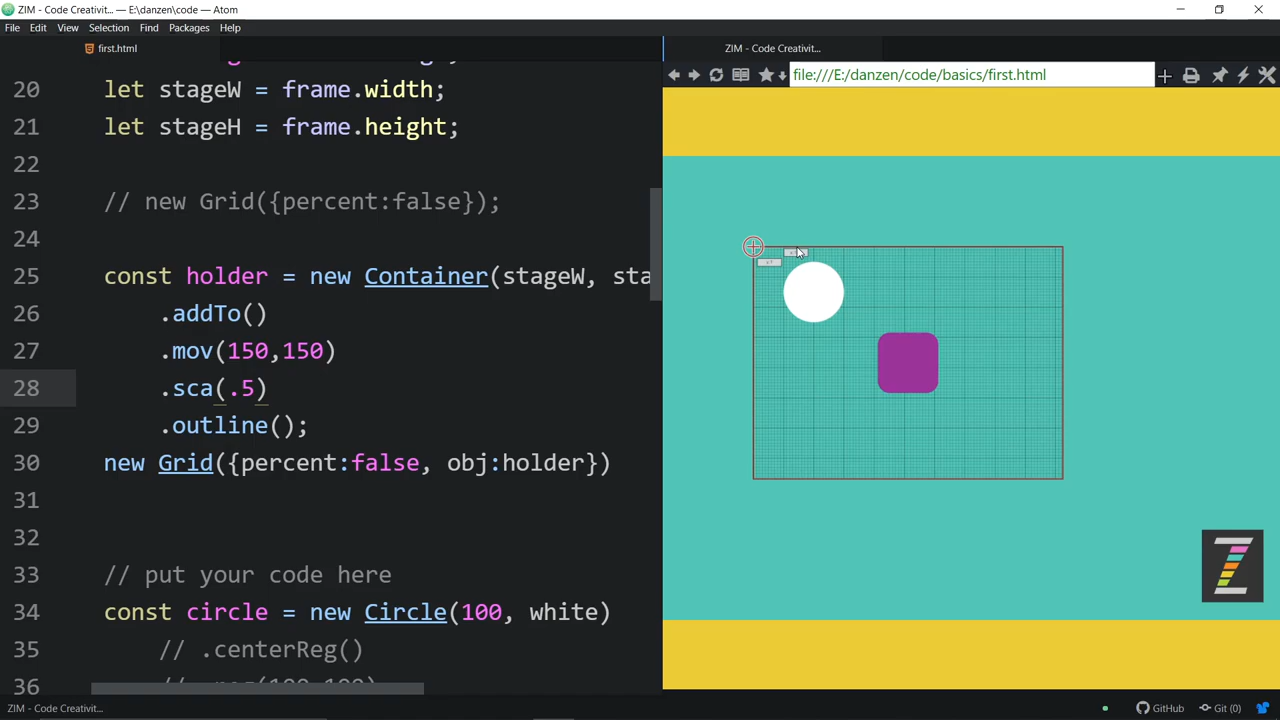 ZIM - Code Creativit... — E:\danzen\code — Atom
File Edit View Selection Find Packages Help
first.html
ZIM - Code Creativit...
file:///E:/danzen/code/basics/first.html
20 let stageW = frame.width;
21 let stageH = frame.height;
22
23 // new Grid({percent:false});
24
25 const holder = new Container(stageW, sta
26 .addTo()
27 .mov(150,150)
28 .sca(.5)
29 .outline();
30 new Grid({percent:false, obj:holder})
31
32
33 // put your code here
34 const circle = new Circle(100, white)
35 // .centerReg()
36
ZIM - Code Creativit...
GitHub
Git (0)